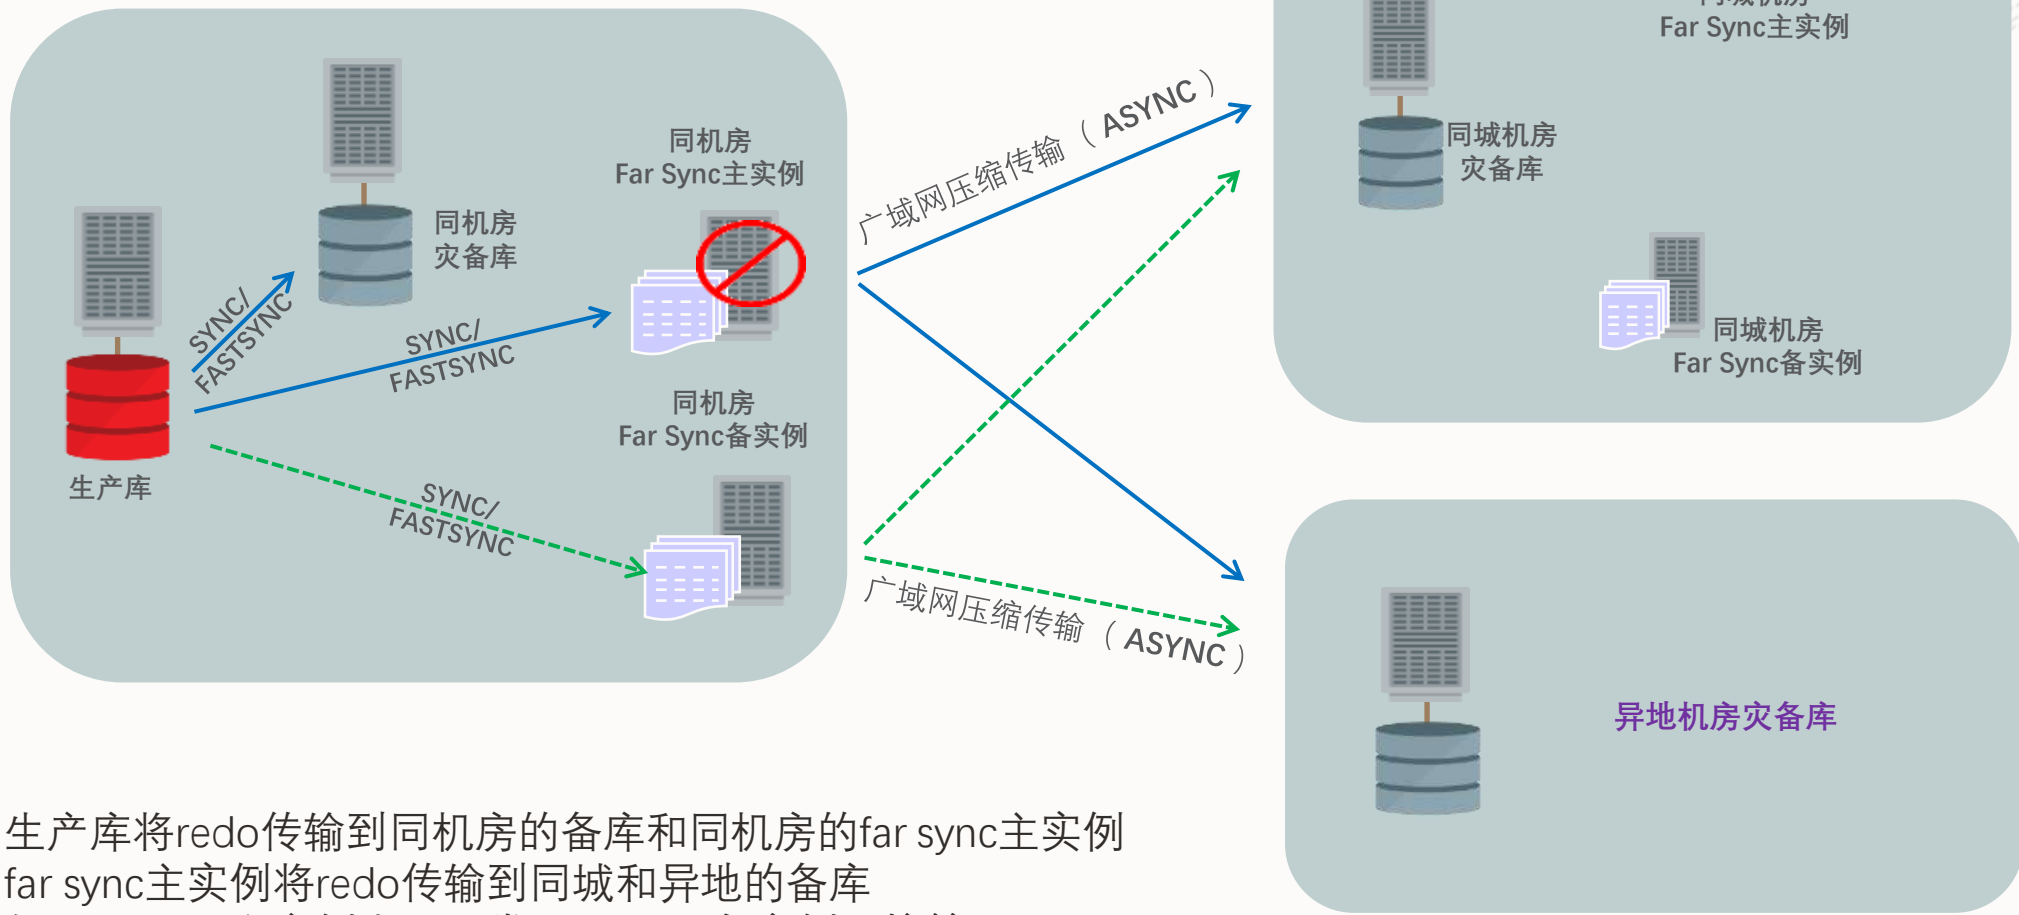 同城机房
Far Sync主实例
同城机房
灾备库
同城机房
Far Sync备实例
同机房
Far Sync主实例
同机房
灾备库
SYNC/
FASTSYNC
SYNC/
FASTSYNC
同机房
Far Sync备实例
生产库
SYNC/
FASTSYNC
广域网压缩传输（ASYNC）
广域网压缩传输（ASYNC）
异地机房灾备库
生产库将redo传输到同机房的备库和同机房的far sync主实例
far sync主实例将redo传输到同城和异地的备库